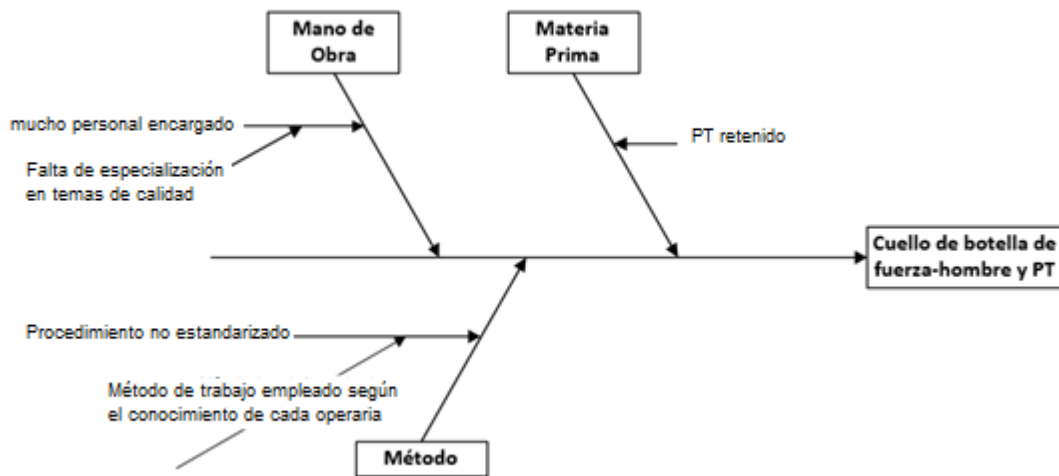 Mano de
Obra
Materia
Prima
mucho personal encargado
PT retenido
Falta de especialización
en temas de calidad
Cuello de botella de
fuerza-hombre y PT
Procedimiento no estandarizado
Método de trabajo empleado según
el conocimiento de cada operaria
Método